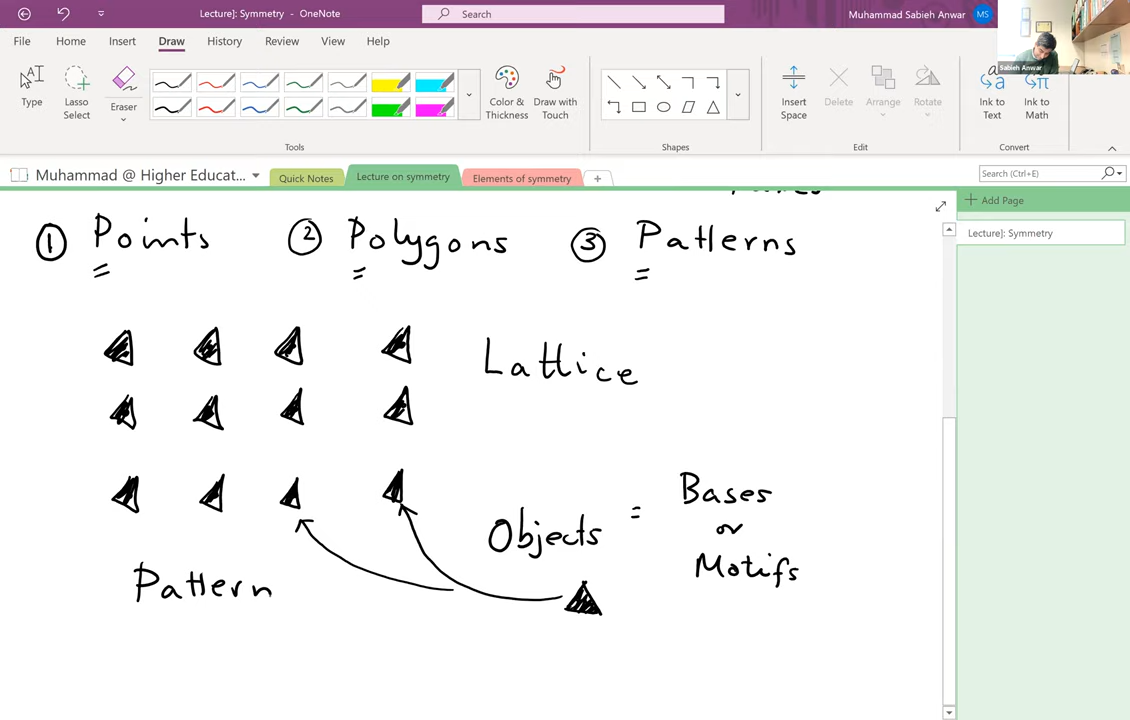 Lecture]: Symmetry - OneNote
Search
Muhammad Sabieh Anwar
MS
Sabieh Anwar
File Home Insert Draw History Review View Help
Type
Lasso Select
Eraser
Color & Thickness
Draw with Touch
Insert Space
Delete
Arrange
Rotate
Ink to Text
Ink to Math
Tools
Shapes
Edit
Convert
Muhammad @ Higher Educat...
Quick Notes
Lecture on symmetry
Elements of symmetry
Search (Ctrl+E)
Add Page
Lecture]: Symmetry
① Points ② Polygons ③ Patterns
Lattice
Objects = Bases
or
Motifs
Pattern